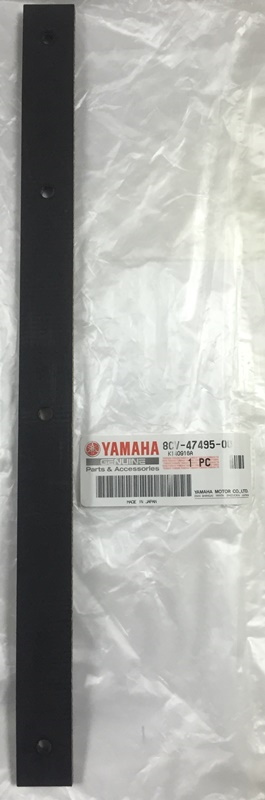 YAMAHA
GENUINE
Parts & Accessories
8CV-47495-00
1 PC
MADE IN JAPAN
YAMAHA MOTOR CO.,LTD